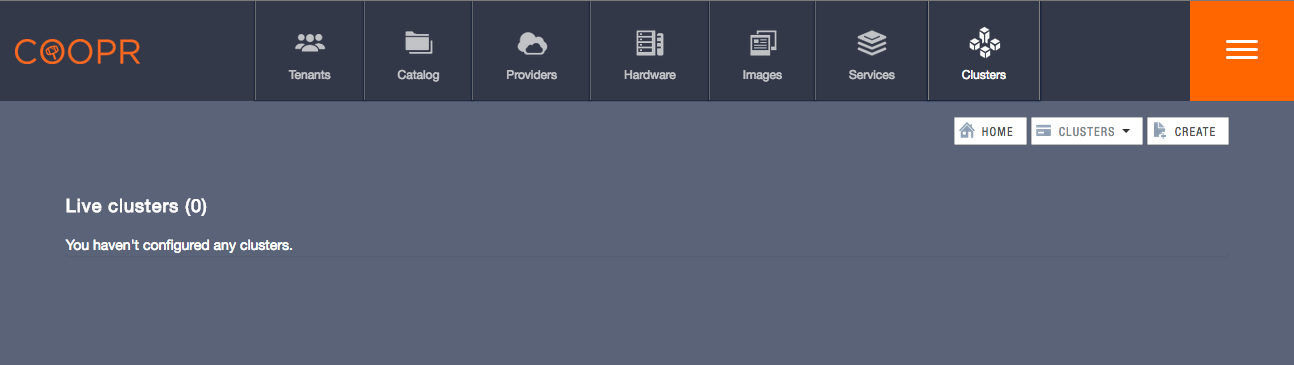 COOPR
Tenants
Catalog
Providers
Hardware
Images
Services
Clusters
HOME
CLUSTERS
CREATE
Live clusters (0)
You haven't configured any clusters.